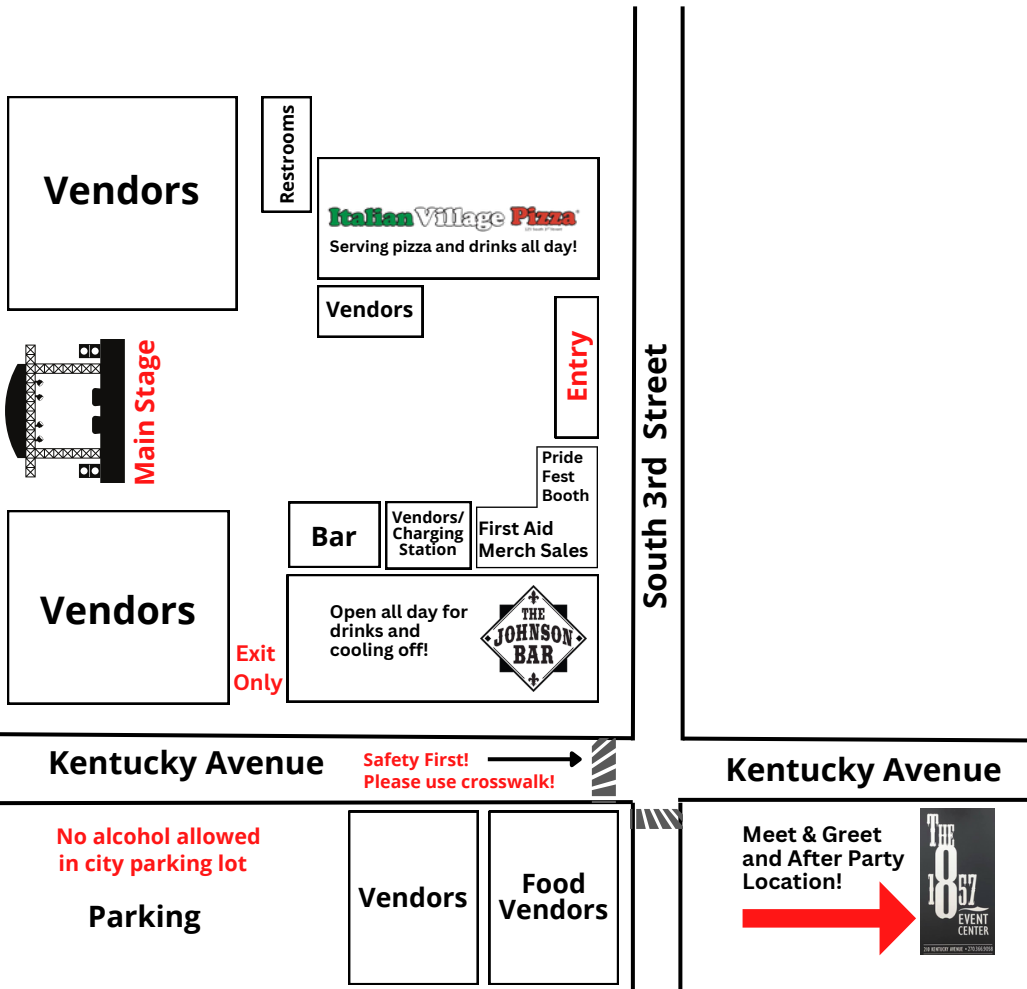 Vendors
Restrooms
Italian Village Pizza
Serving pizza and drinks all day!
Vendors
Entry
Main Stage
South 3rd Street
Pride
Fest
Booth
First Aid
Merch Sales
Bar
Vendors/
Charging
Station
Vendors
Exit
Only
Open all day for
drinks and
cooling off!
THE
JOHNSON
BAR
Kentucky Avenue
Safety First!
Please use crosswalk!
Kentucky Avenue
No alcohol allowed
in city parking lot
Parking
Vendors
Food
Vendors
Meet & Greet
and After Party
Location!
THE
1857
EVENT
CENTER